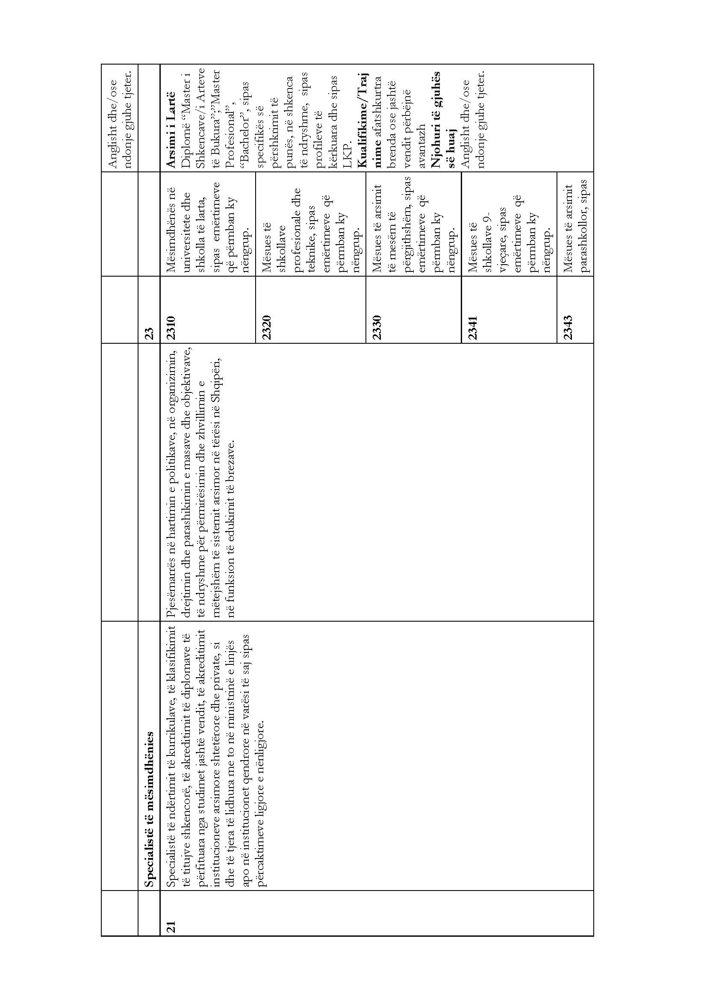 Anglisht dhe/ose
ndonje gjuhe tjeter.
Specialistë të mësimdhënies
23
21
Specialistë të ndërtimit të kurrikulave, të klasifikimit
të titujve shkencorë, të akreditimit të diplomave të
përfituara nga studimet jashtë vendit, të akreditimit
institucioneve arsimore shtetërore dhe private, si
dhe të tjera të lidhura me to në ministrinë e linjës
apo në institucionet qendrore në varësi të saj sipas
përcaktimeve ligjore e nënligjore.
Pjesëmarrës në hartimin e politikave, në organizimin,
drejtimin dhe parashikimin e masave dhe objektivave,
të ndryshme për përmirësimin dhe zhvillimin e
mëtejshëm të sistemit arsimor në tërësi në Shqipëri,
në funksion të edukimit të brezave.
2310
Mësimdhënës në
universitete dhe
shkolla të larta,
sipas emërtimeve
që përmban ky
nëngrup.
2320
Mësues të
shkollave
profesionale dhe
teknike, sipas
emërtimeve që
përmban ky
nëngrup.
2330
Mësues të arsimit
të mesëm të
përgjithshëm, sipas
emërtimeve që
përmban ky
nëngrup.
2341
Mësues të
shkollave 9-
vjeçare, sipas
emërtimeve që
përmban ky
nëngrup.
2343
Mësues të arsimit
parashkollor, sipas
Arsimi i Lartë
Diplomë “Master i
Shkencave/i Arteve
të Bukura”;”Master
Profesional”,
“Bachelor”, sipas
specifikës së
përshkrimit të
punës, në shkenca
të ndryshme, sipas
profileve të
kërkuara dhe sipas
LKP.
Kualifikime/Traj
nime afatshkurtra
brenda ose jashtë
vendit përbëjnë
avantazh
Njohuri të gjuhës
së huaj
Anglisht dhe/ose
ndonje gjuhe tjeter.